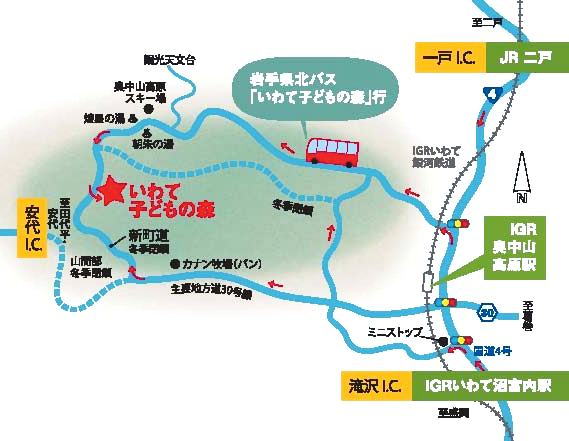 至二戸
一戸 I.C.
JR 二戸
観光天文台
奥中山高原
スキー場
煌星の湯
朝朱の湯
岩手県北バス
「いわて子どもの森」行
4
IGRいわて
銀河鉄道
N
いわて
子どもの森
冬季閉鎖
安代
I.C.
至田代平・
安代
山間部
冬季閉鎖
新町道
冬季閉鎖
カナン牧場(パン)
主要地方道30号線
IGR
奥中山
高原駅
30
至葛巻
ミニストップ
国道4号
滝沢 I.C.
IGRいわて沼宮内駅
至盛岡